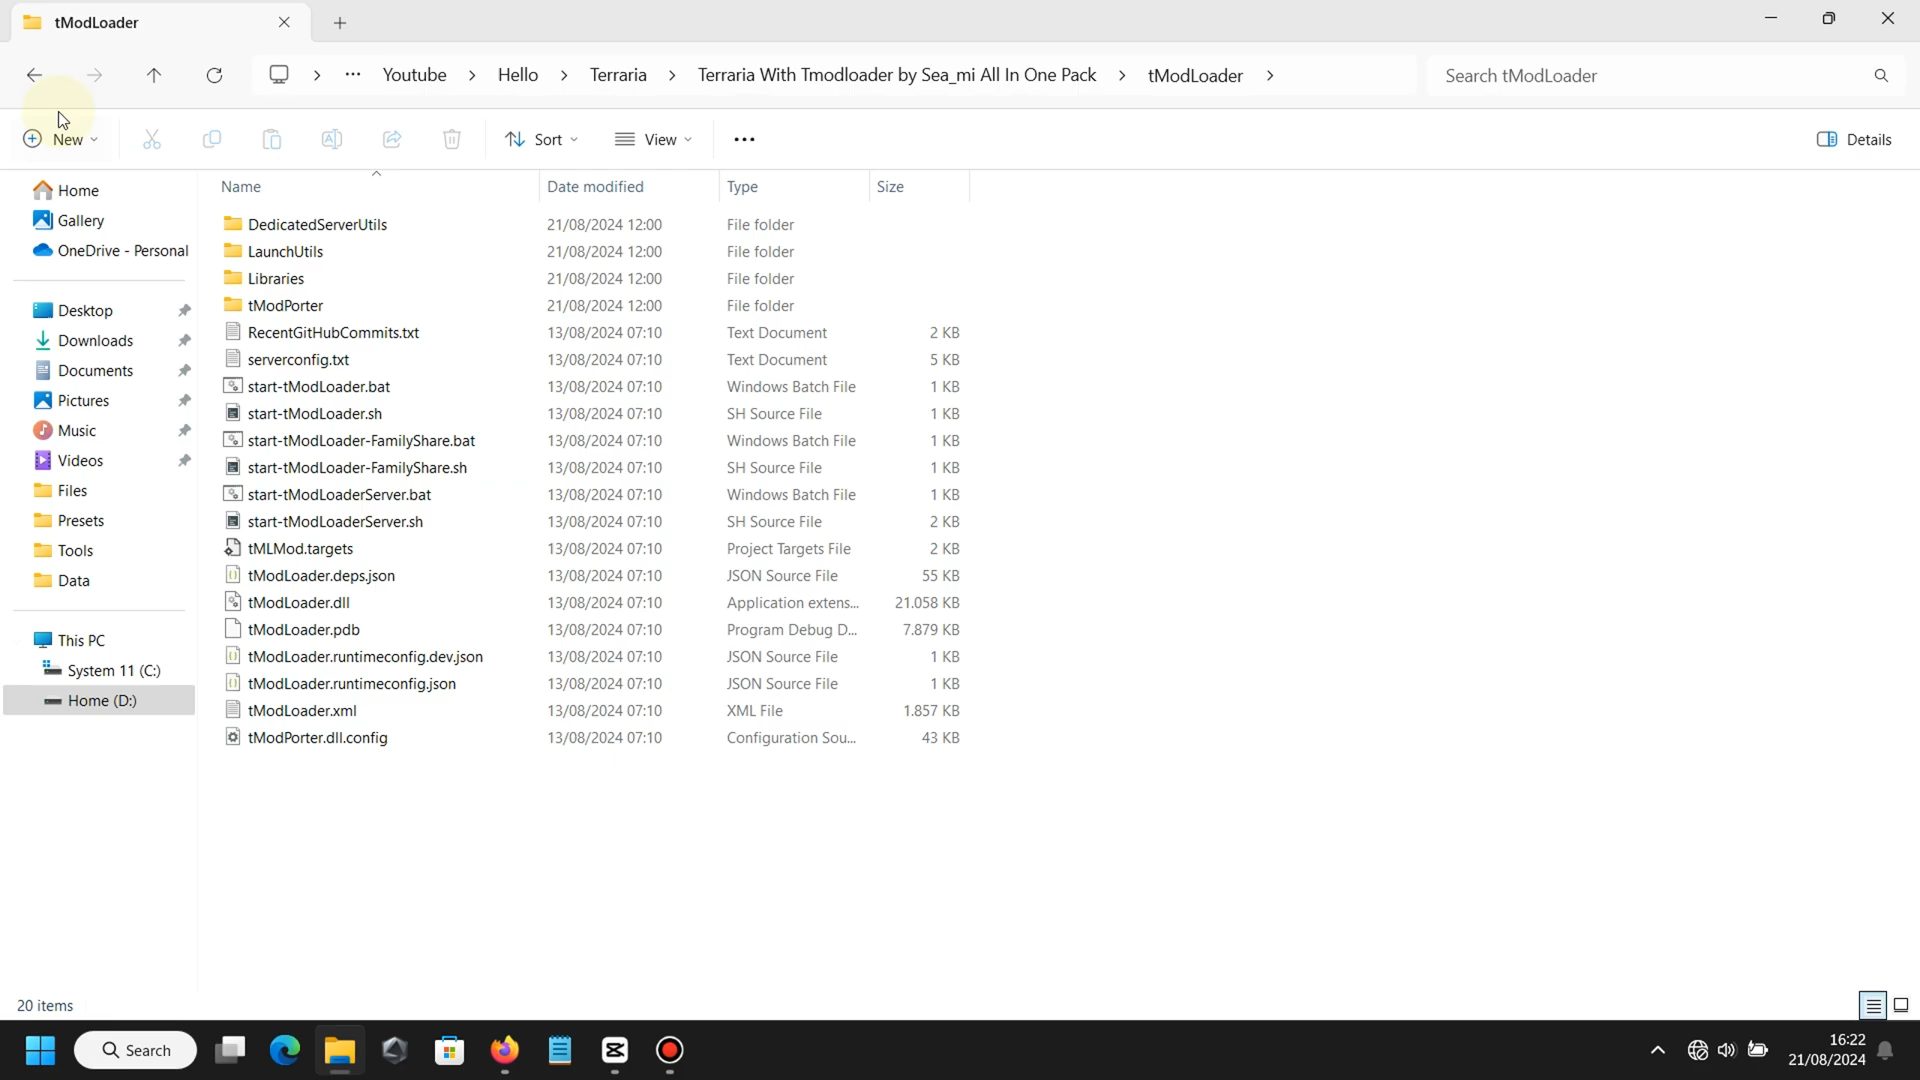 tModLoader
Youtube Hello Terraria Terraria With Tmodloader by Sea_mi All In One Pack tModLoader
Search tModLoader
New Sort View Details
Name Date modified Type Size
Home
Gallery
OneDrive - Personal
Desktop
Downloads
Documents
Pictures
Music
Videos
Files
Presets
Tools
Data
This PC
System 11 (C:)
Home (D:)
DedicatedServerUtils 21/08/2024 12:00 File folder
LaunchUtils 21/08/2024 12:00 File folder
Libraries 21/08/2024 12:00 File folder
tModPorter 21/08/2024 12:00 File folder
RecentGitHubCommits.txt 13/08/2024 07:10 Text Document 2 KB
serverconfig.txt 13/08/2024 07:10 Text Document 5 KB
start-tModLoader.bat 13/08/2024 07:10 Windows Batch File 1 KB
start-tModLoader.sh 13/08/2024 07:10 SH Source File 1 KB
start-tModLoader-FamilyShare.bat 13/08/2024 07:10 Windows Batch File 1 KB
start-tModLoader-FamilyShare.sh 13/08/2024 07:10 SH Source File 1 KB
start-tModLoaderServer.bat 13/08/2024 07:10 Windows Batch File 1 KB
start-tModLoaderServer.sh 13/08/2024 07:10 SH Source File 2 KB
tMLMod.targets 13/08/2024 07:10 Project Targets File 2 KB
tModLoader.deps.json 13/08/2024 07:10 JSON Source File 55 KB
tModLoader.dll 13/08/2024 07:10 Application extens... 21.058 KB
tModLoader.pdb 13/08/2024 07:10 Program Debug D... 7.879 KB
tModLoader.runtimeconfig.dev.json 13/08/2024 07:10 JSON Source File 1 KB
tModLoader.runtimeconfig.json 13/08/2024 07:10 JSON Source File 1 KB
tModLoader.xml 13/08/2024 07:10 XML File 1.857 KB
tModPorter.dll.config 13/08/2024 07:10 Configuration Sou... 43 KB
20 items
Search
16:22
21/08/2024